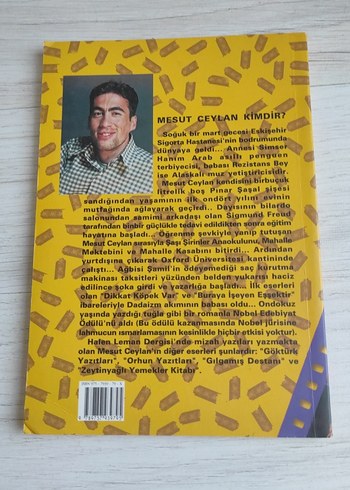 MESUT CEYLAN KİMDİR?
Soğuk bir mart gecesi Eskişehir
Sigorta Hastanesi'nin bodrumunda
dünyaya geldi... Annesi Simser
Hanım Arab asıllı penguen
terbiyecisi, babası Rezistans Bey
ise Alaskalı muz yetiştiricisidir.
Mesut Ceylan kendisini birbuçuk
litrelik boş Pınar Şaşal şişesi
sandığından yaşamının ilk ondört yılını evinin
mutfağında ağlayarak geçirdi... Dayısının bilardo
salonundan samimi arkadaşı olan Sigmund Freud
tarafından binbir güçlükle tedavi edildikten sonra eğitim
hayatına başladı... Öğrenme şevkiyle yanıp tutuşan
Mesut Ceylan sırasıyla Şaşı Şirinler Anaokulunu, Mahalle
Mektebini ve Mahalle Kasabını bitirdi... Ardından
yurtdışına çıkarak Oxford Üniversitesi kantininde
çalıştı... Ağbisi Şamil'in ödeyemediği saç kurutma
makinası taksitleri yüzünden belden yukarısı haciz
edilince şoka girdi ve yazarlığa başladı... İlk eserleri
olan "Dikkat Köpek Var" ve "Buraya İşeyen Eşşektir"
ibareleriyle Dadaizm akımının babası oldu... Ondokuz
yaşında yazdığı tuğla gibi bir romanla Nobel Edebiyat
Ödülü'nü aldı (Bu ödülü kazanmasında Nobel jürisine
lahmucun ısmarlamasının kesinlikle hiçbir etkisi yoktur).
Halen Leman Dergisi'nde mizah yazıları yazmakta
olan Mesut Ceylan'ın diğer eserleri şunlardır: "Göktürk
Yazıtları", "Orhun Yazıtları", "Gılgamış Destanı" ve
"Zeytinyağlı Yemekler Kitabı".